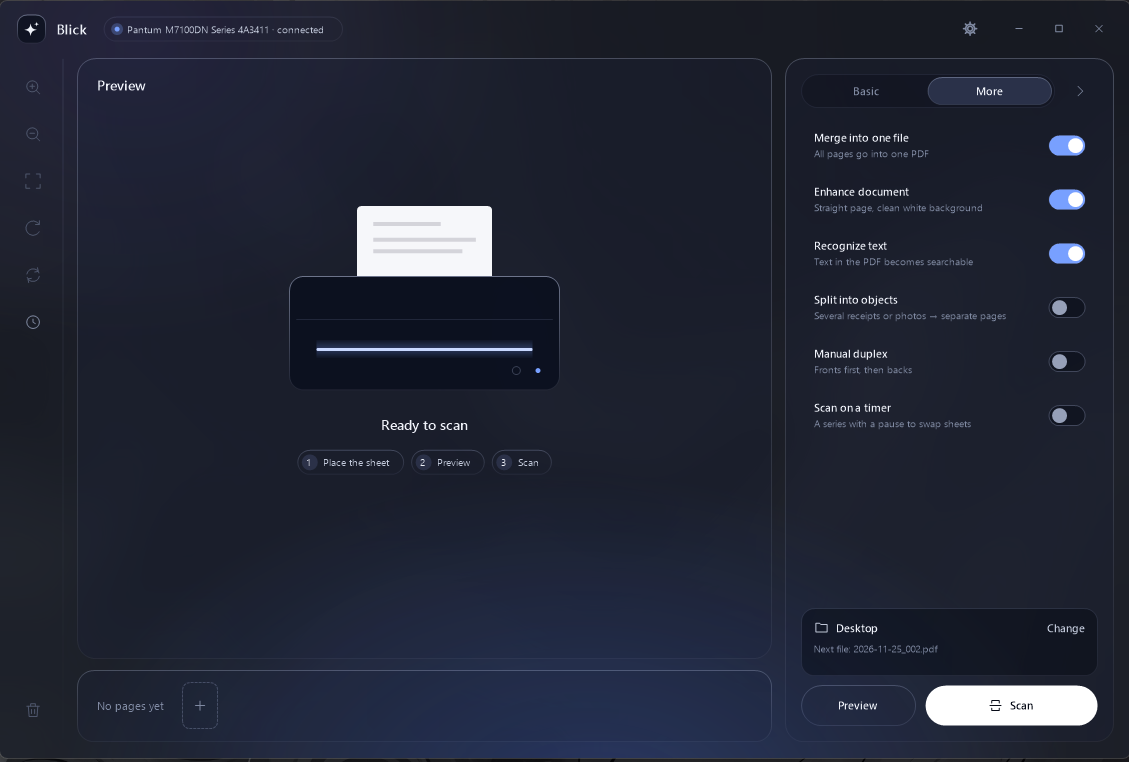 Blick
Pantum M7100DN Series 4A3411 · connected
Preview
Ready to scan
1 Place the sheet
2 Preview
3 Scan
No pages yet
Basic
More
Merge into one file
All pages go into one PDF
Enhance document
Straight page, clean white background
Recognize text
Text in the PDF becomes searchable
Split into objects
Several receipts or photos → separate pages
Manual duplex
Fronts first, then backs
Scan on a timer
A series with a pause to swap sheets
Desktop
Change
Next file: 2026-11-25_002.pdf
Preview
Scan